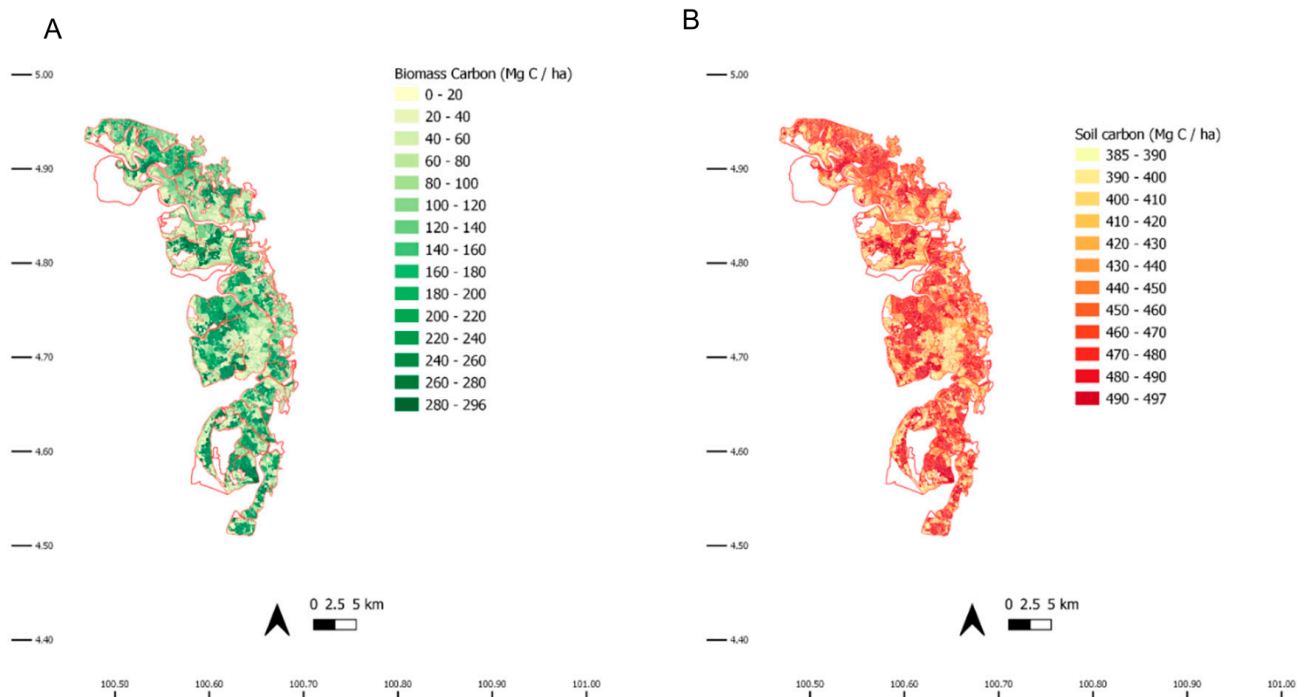 A
B
5.00
4.90
4.80
4.70
4.60
4.50
4.40
Biomass Carbon (Mg C / ha)
0 - 20
20 - 40
40 - 60
60 - 80
80 - 100
100 - 120
120 - 140
140 - 160
160 - 180
180 - 200
200 - 220
220 - 240
240 - 260
260 - 280
280 - 296
0 2.5 5 km
100.50 100.60 100.70 100.80 100.90 101.00
5.00
4.90
4.80
4.70
4.60
4.50
4.40
Soil carbon (Mg C / ha)
385 - 390
390 - 400
400 - 410
410 - 420
420 - 430
430 - 440
440 - 450
450 - 460
460 - 470
470 - 480
480 - 490
490 - 497
0 2.5 5 km
100.50 100.60 100.70 100.80 100.90 101.00